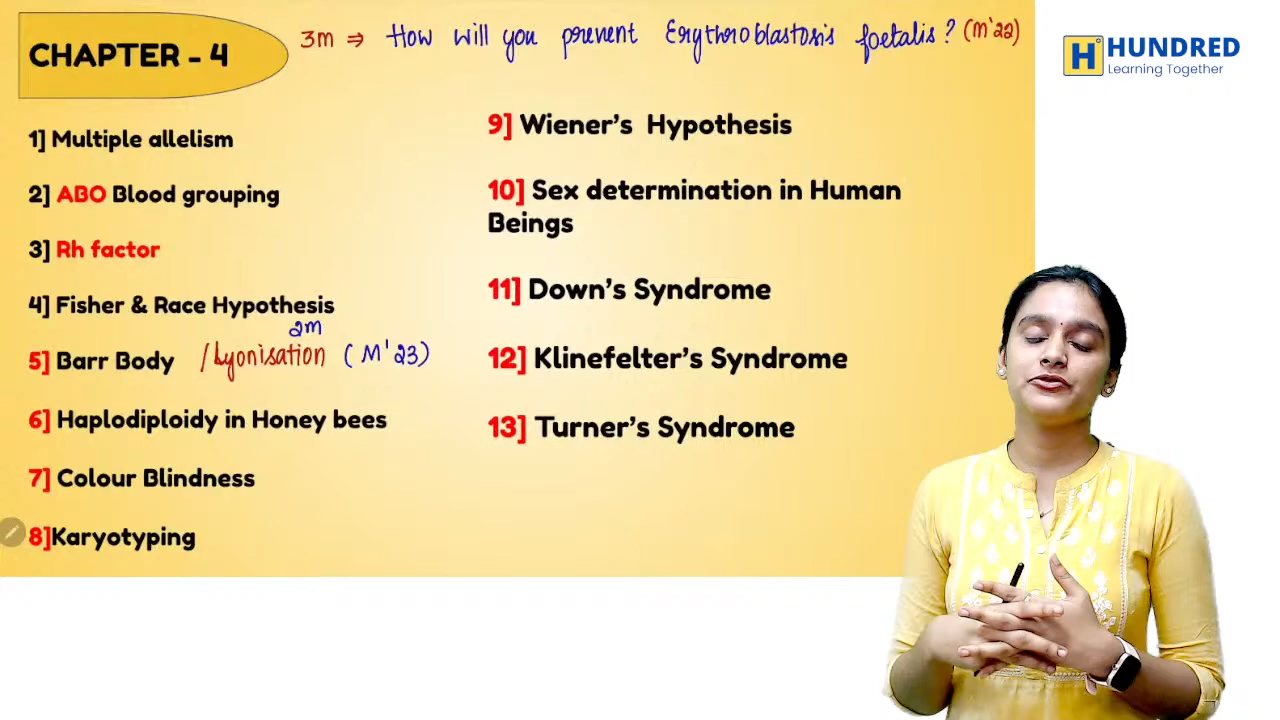 CHAPTER - 4
3m ⇒ How will you prevent Erythroblastosis foetalis? (M'22)
HUNDRED
Learning Together
1] Multiple allelism
2] ABO Blood grouping
3] Rh factor
4] Fisher & Race Hypothesis
2m
5] Barr Body / Lyonisation (M'23)
6] Haplodiploidy in Honey bees
7] Colour Blindness
8]Karyotyping
9] Wiener's Hypothesis
10] Sex determination in Human
Beings
11] Down's Syndrome
12] Klinefelter's Syndrome
13] Turner's Syndrome